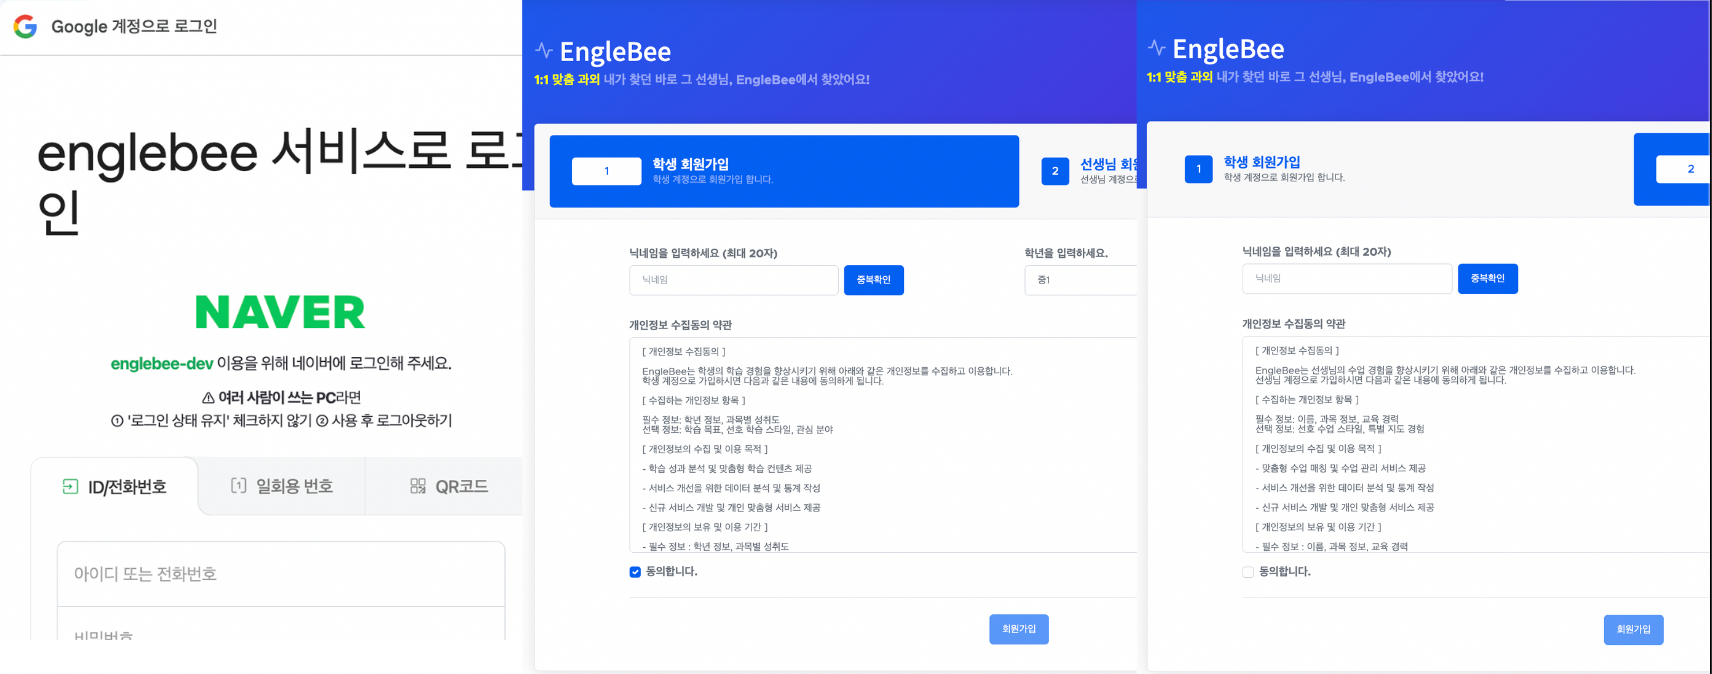 Google 계정으로 로그인
englebee 서비스로 로그
인
NAVER
englebee-dev 이용을 위해 네이버에 로그인해 주세요.
⚠ 여러 사람이 쓰는 PC라면
① '로그인 상태 유지' 체크하지 않기 ② 사용 후 로그아웃하기
ID/전화번호
1 일회용 번호
QR코드
아이디 또는 전화번호
비밀번호
EngleBee
1:1 맞춤 과외 내가 찾던 바로 그 선생님, EngleBee에서 찾았어요!
1
학생 회원가입
학생 계정으로 회원가입 합니다.
2
선생님 회원
선생님 계정으로
닉네임을 입력하세요 (최대 20자)
닉네임
중복확인
학년을 입력하세요.
중1
개인정보 수집동의 약관
[ 개인정보 수집동의 ]
EngleBee는 학생의 학습 경험을 향상시키기 위해 아래와 같은 개인정보를 수집하고 이용합니다.
학생 계정으로 가입하시면 다음과 같은 내용에 동의하게 됩니다.
[ 수집하는 개인정보 항목 ]
필수 정보: 학년 정보, 과목별 성취도
선택 정보: 학습 목표, 선호 학습 스타일, 관심 분야
[ 개인정보의 수집 및 이용 목적 ]
- 학습 성과 분석 및 맞춤형 학습 컨텐츠 제공
- 서비스 개선을 위한 데이터 분석 및 통계 작성
- 신규 서비스 개발 및 개인 맞춤형 서비스 제공
[ 개인정보의 보유 및 이용 기간 ]
- 필수 정보 : 학년 정보, 과목별 성취도
동의합니다.
회원가입
EngleBee
1:1 맞춤 과외 내가 찾던 바로 그 선생님, EngleBee에서 찾았어요!
1
학생 회원가입
학생 계정으로 회원가입 합니다.
2
닉네임을 입력하세요 (최대 20자)
닉네임
중복확인
개인정보 수집동의 약관
[ 개인정보 수집동의 ]
EngleBee는 선생님의 수업 경험을 향상시키기 위해 아래와 같은 개인정보를 수집하고 이용합니다.
선생님 계정으로 가입하시면 다음과 같은 내용에 동의하게 됩니다.
[ 수집하는 개인정보 항목 ]
필수 정보: 이름, 과목 정보, 교육 경력
선택 정보: 선호 수업 스타일, 특별 지도 경험
[ 개인정보의 수집 및 이용 목적 ]
- 맞춤형 수업 매칭 및 수업 관리 서비스 제공
- 서비스 개선을 위한 데이터 분석 및 통계 작성
- 신규 서비스 개발 및 개인 맞춤형 서비스 제공
[ 개인정보의 보유 및 이용 기간 ]
- 필수 정보 : 이름, 과목 정보, 교육 경력
동의합니다.
회원가입